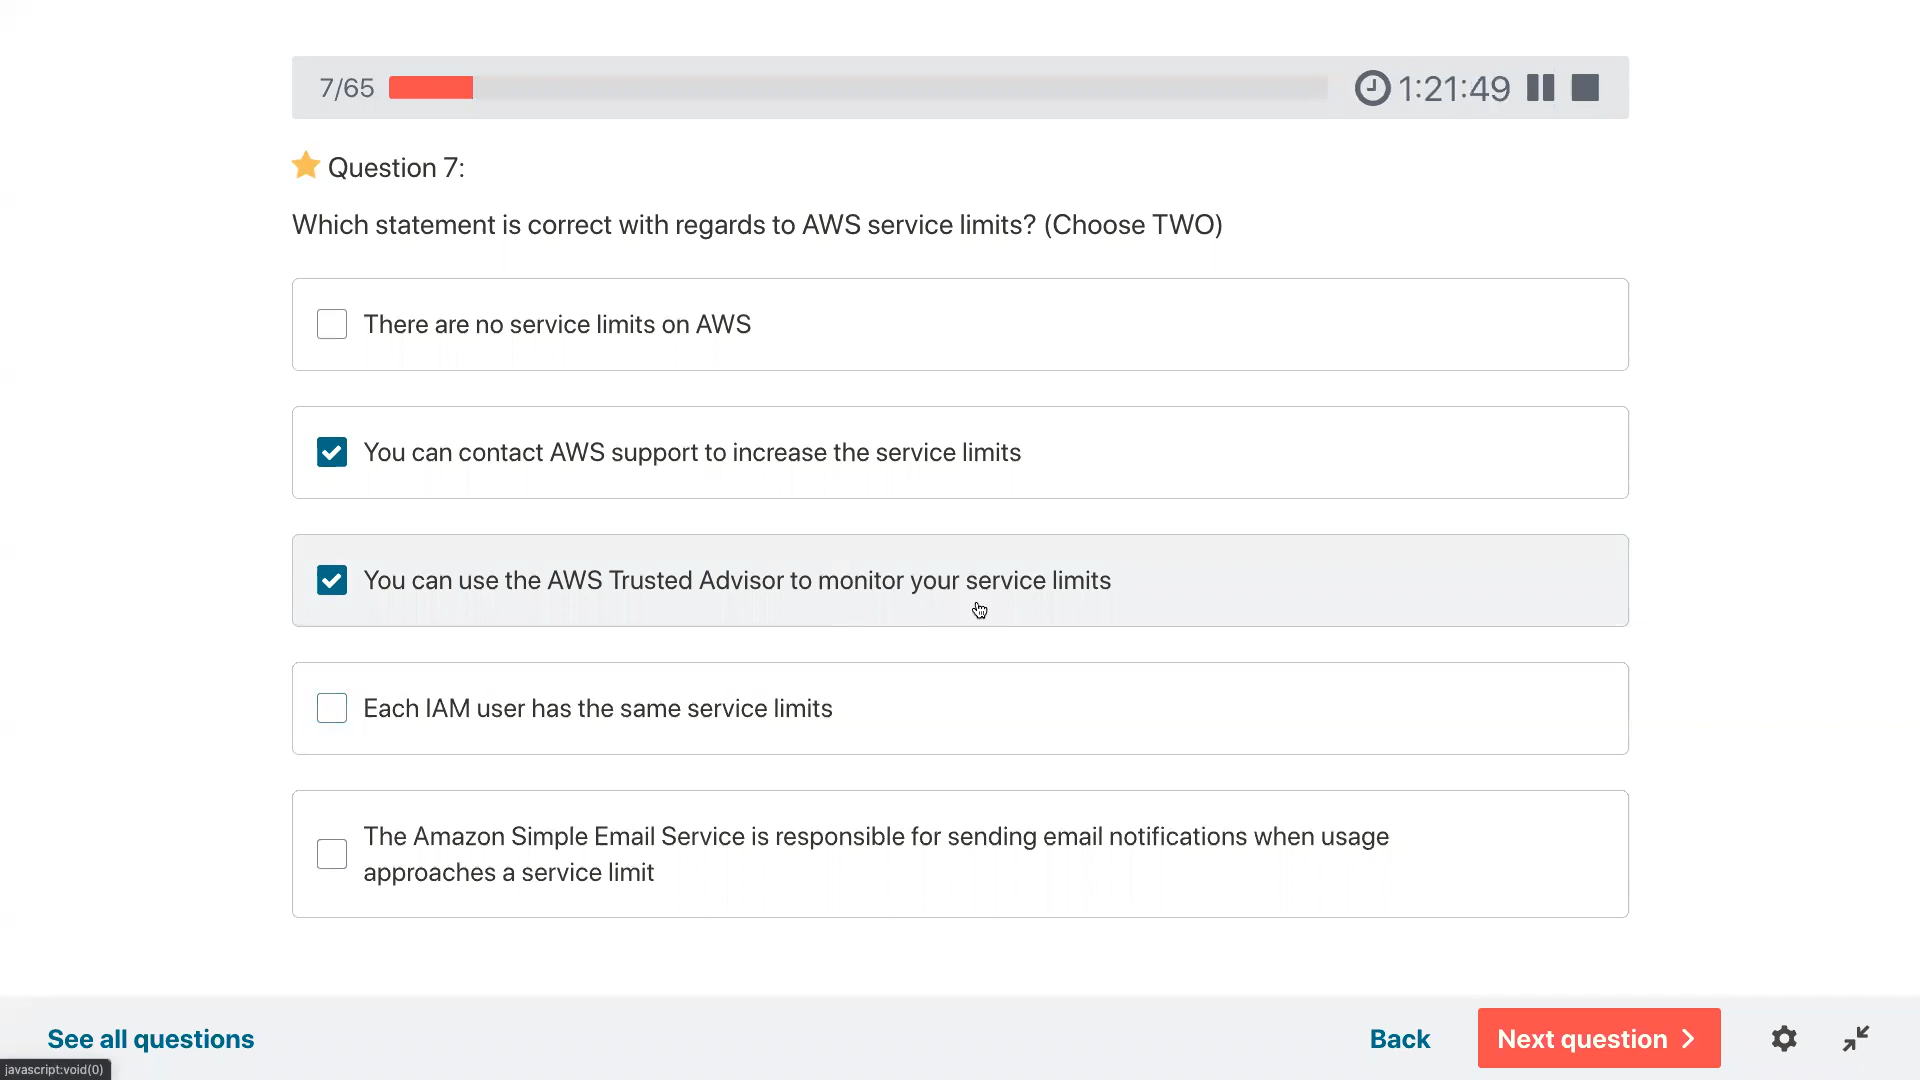 7/65
1:21:49
Question 7:
Which statement is correct with regards to AWS service limits? (Choose TWO)
There are no service limits on AWS
You can contact AWS support to increase the service limits
You can use the AWS Trusted Advisor to monitor your service limits
Each IAM user has the same service limits
The Amazon Simple Email Service is responsible for sending email notifications when usage
approaches a service limit
See all questions
Back
Next question
javascript:void(0)